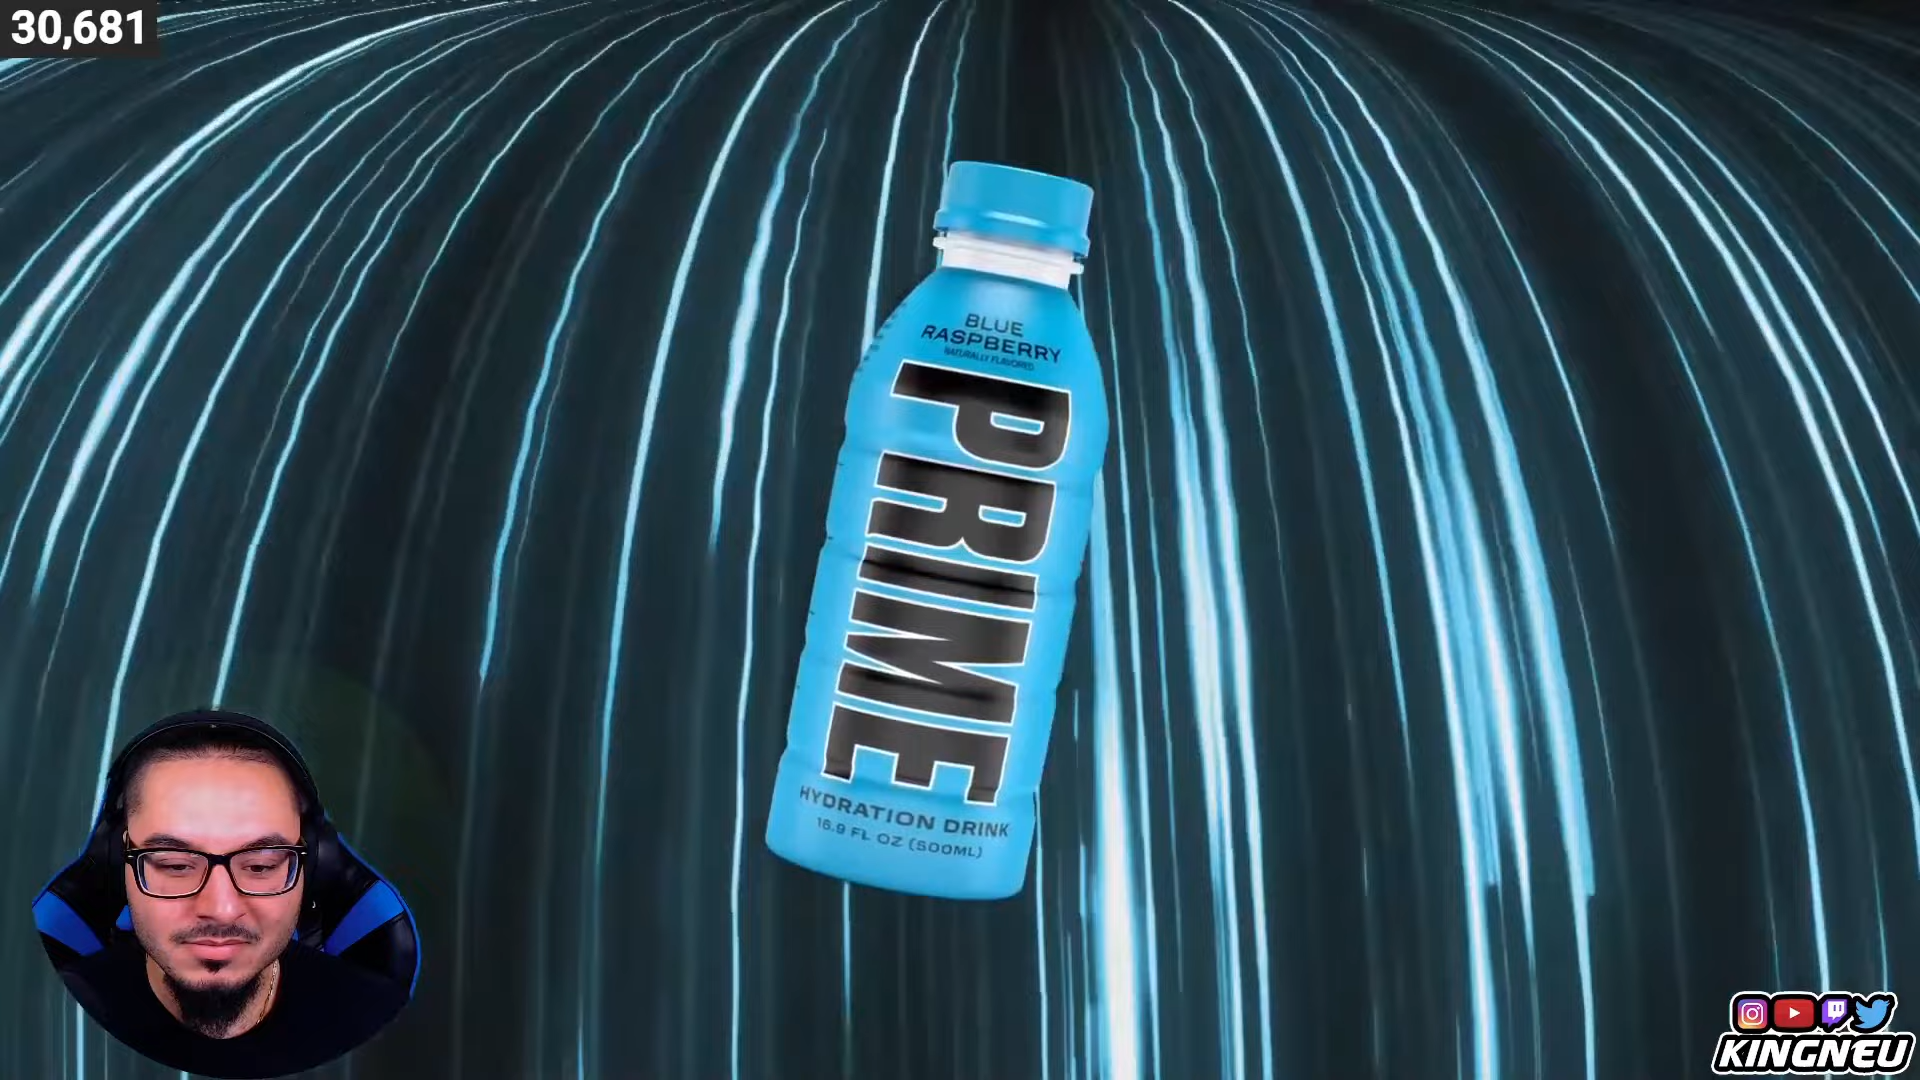 30,681
BLUE
RASPBERRY
NATURALLY FLAVORED
PRIME
HYDRATION DRINK
16.9 FL OZ (500ML)
KINGNEU